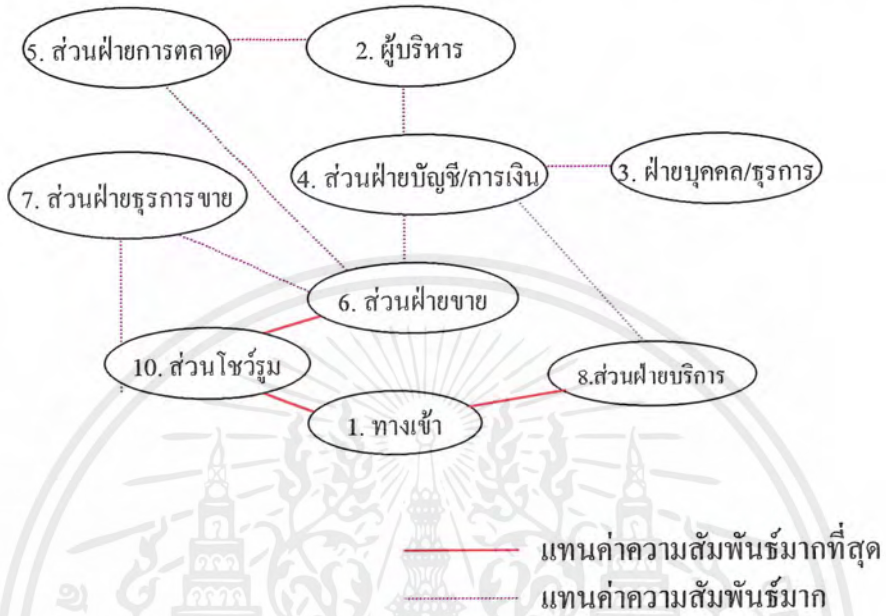 5. ส่วนฝ่ายการตลาด
2. ผู้บริหาร
4. ส่วนฝ่ายบัญชี/การเงิน
3. ฝ่ายบุคคล/ธุรการ
7. ส่วนฝ่ายธุรการขาย
6. ส่วนฝ่ายขาย
10. ส่วนโชว์รูม
8.ส่วนฝ่ายบริการ
1. ทางเข้า
แทนค่าความสัมพันธ์มากที่สุด
แทนค่าความสัมพันธ์มาก